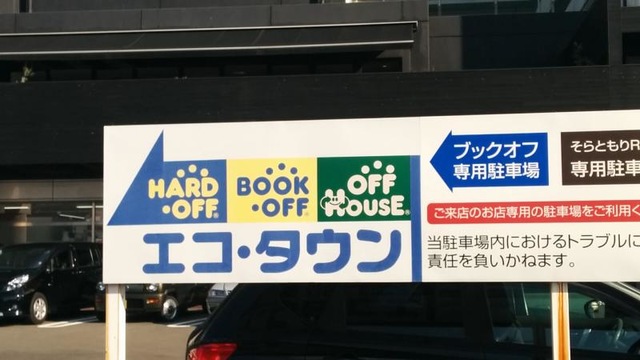 HARD
OFF
BOOK
OFF
OFF
HOUSE
エコ・タウン
ブックオフ
専用駐車場
そらともりR
専用駐車場
ご来店のお店専用の駐車場をご利用く
当駐車場内におけるトラブルに
責任を負いかねます。